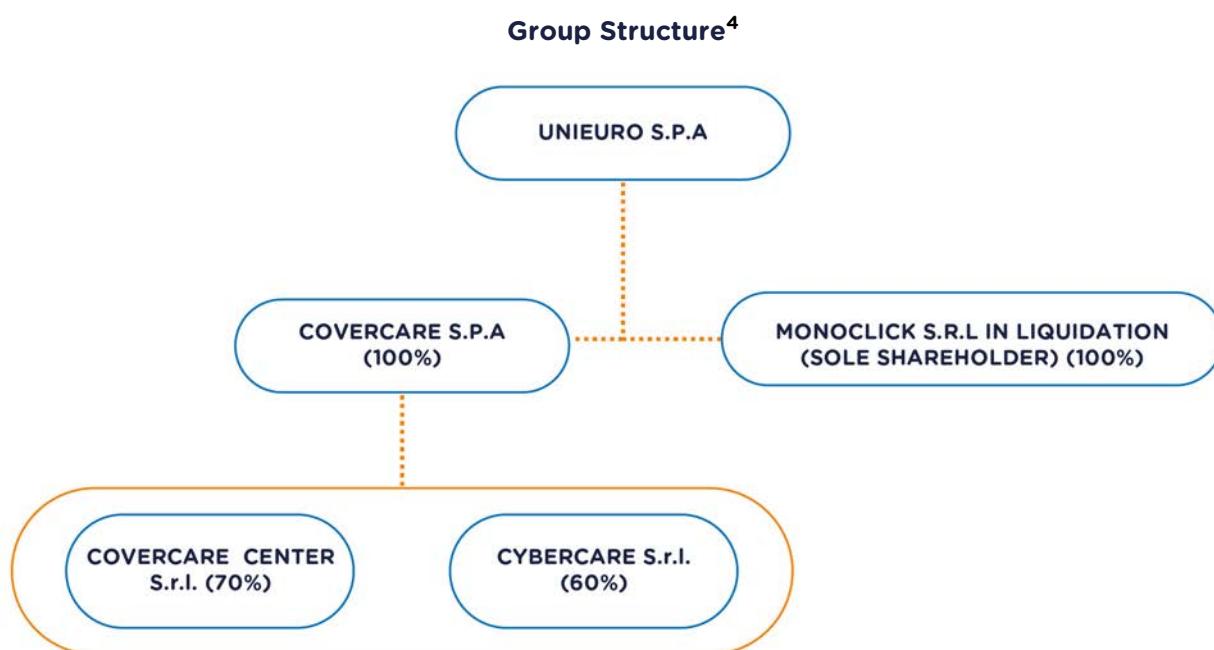 Group Structure⁴
UNIEURO S.P.A
COVERCARE S.P.A
(100%)
MONOCLICK S.R.L IN LIQUIDATION
(SOLE SHAREHOLDER) (100%)
COVERCARE CENTER
S.r.l. (70%)
CYBERCARE S.r.l.
(60%)